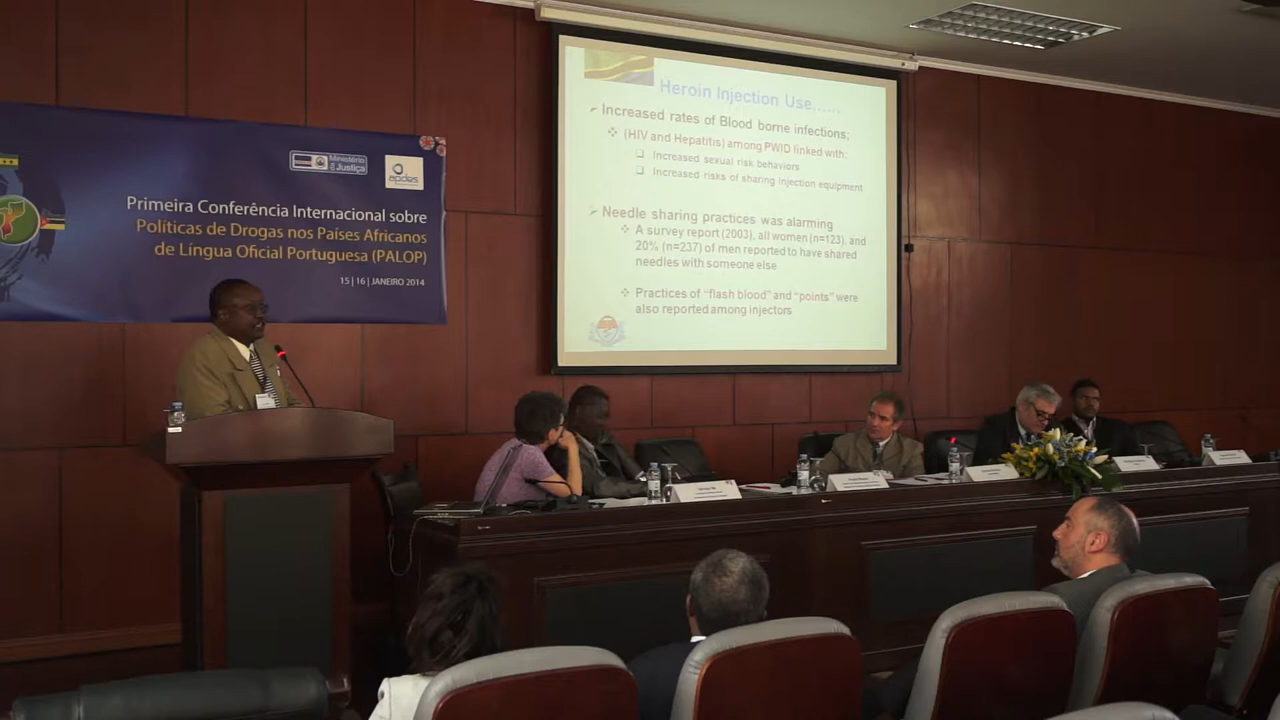 Ministério
da Justiça
apdes
Primeira Conferência Internacional sobre
Políticas de Drogas nos Países Africanos
de Língua Oficial Portuguesa (PALOP)
15 | 16 | JANEIRO 2014
Heroin Injection Use......
Increased rates of Blood borne infections;
(HIV and Hepatitis) among PWID linked with:
Increased sexual risk behaviors
Increased risks of sharing injection equipment
Needle sharing practices was alarming
A survey report (2003), all women (n=123), and
20% (n=237) of men reported to have shared
needles with someone else
Practices of “flash blood” and “points” were
also reported among injectors